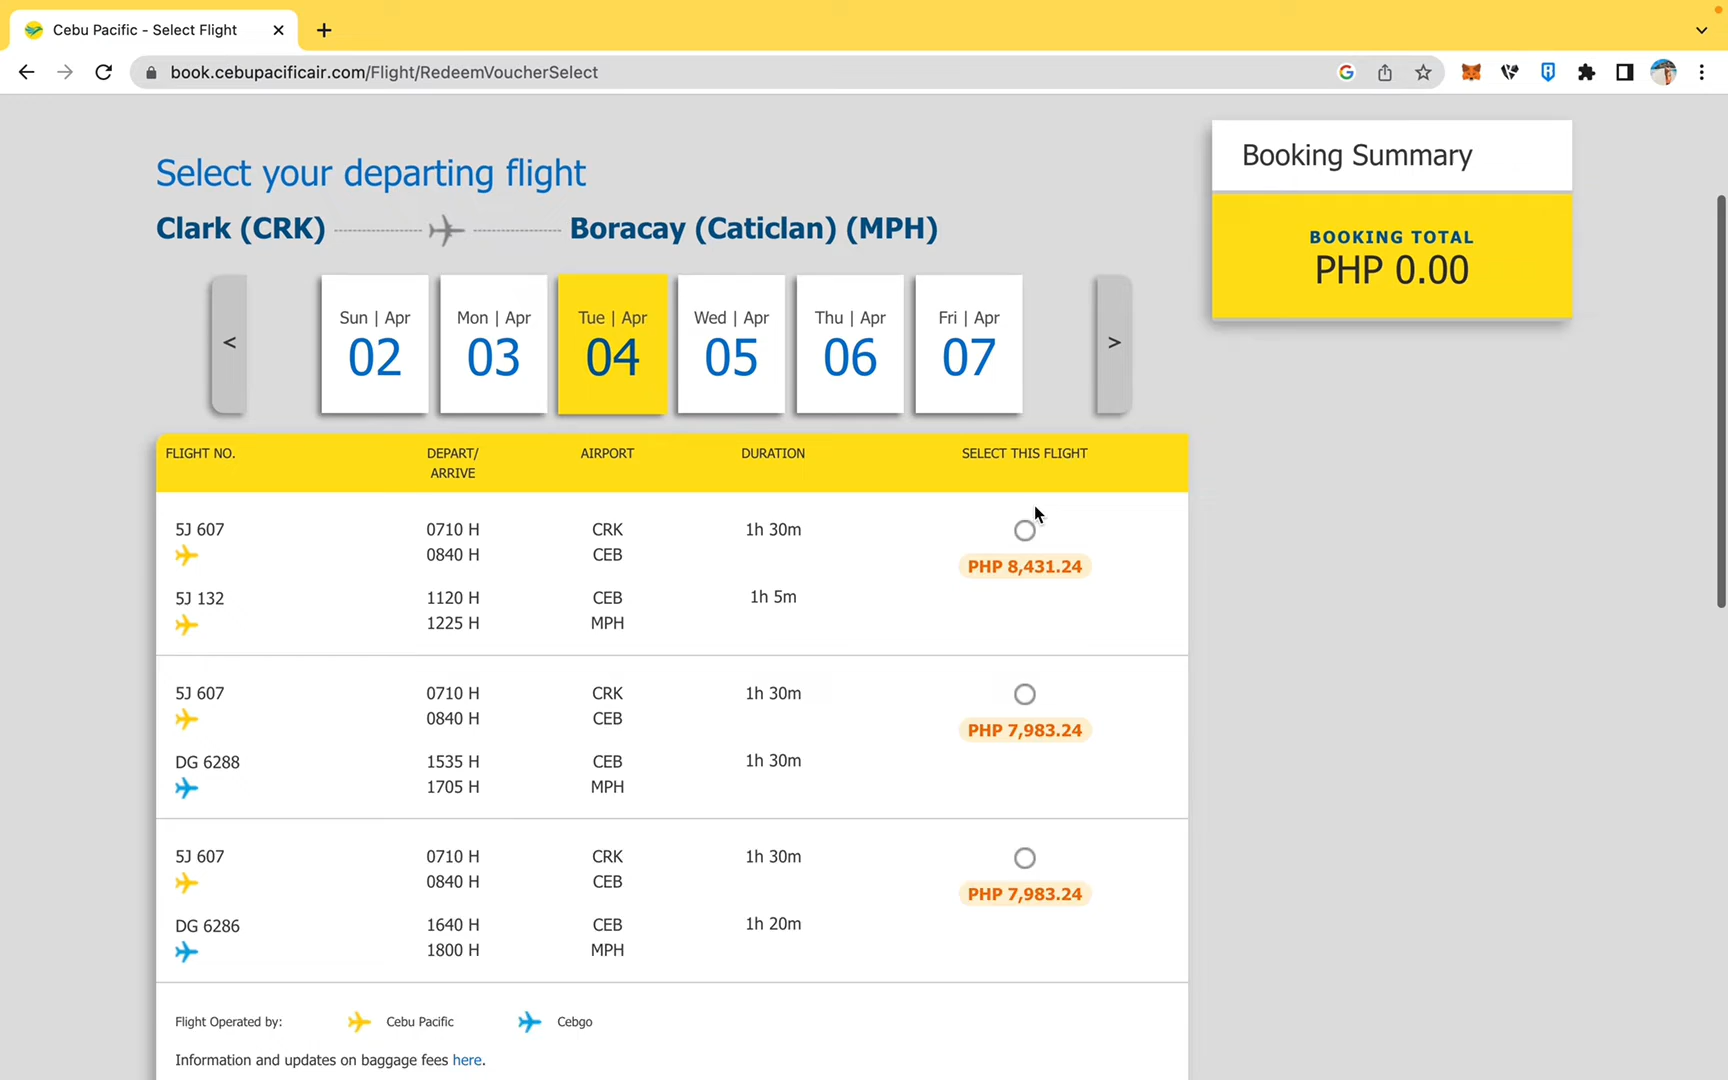 Cebu Pacific - Select Flight
book.cebupacificair.com/Flight/RedeemVoucherSelect
Select your departing flight
Clark (CRK) Boracay (Caticlan) (MPH)
Booking Summary
BOOKING TOTAL
PHP 0.00
< Sun | Apr Mon | Apr Tue | Apr Wed | Apr Thu | Apr Fri | Apr >
02 03 04 05 06 07
FLIGHT NO. DEPART/ AIRPORT DURATION SELECT THIS FLIGHT
ARRIVE
5J 607 0710 H CRK 1h 30m
0840 H CEB
PHP 8,431.24
5J 132 1120 H CEB 1h 5m
1225 H MPH
5J 607 0710 H CRK 1h 30m
0840 H CEB
PHP 7,983.24
DG 6288 1535 H CEB 1h 30m
1705 H MPH
5J 607 0710 H CRK 1h 30m
0840 H CEB
PHP 7,983.24
DG 6286 1640 H CEB 1h 20m
1800 H MPH
Flight Operated by: Cebu Pacific Cebgo
Information and updates on baggage fees here.